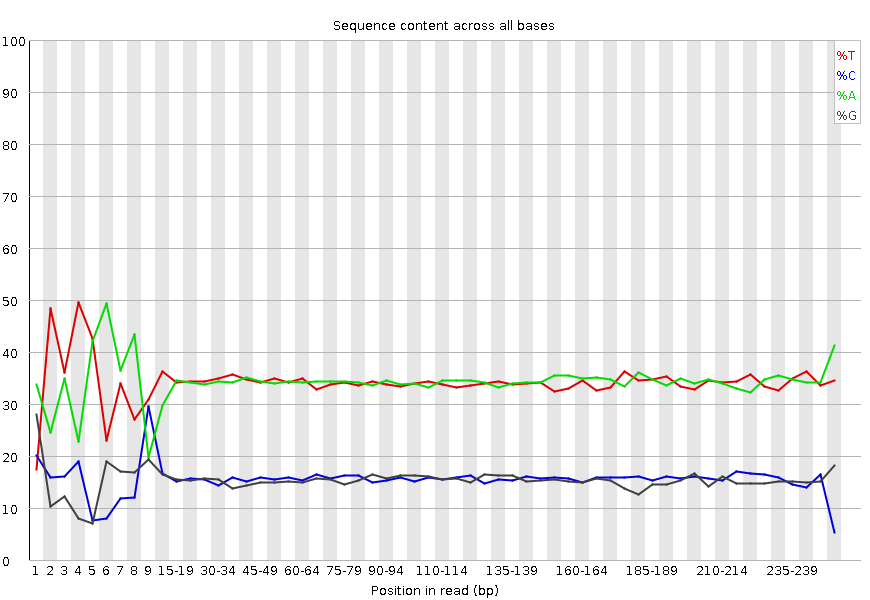 Sequence content across all bases
100
90
80
70
60
50
40
30
20
10
0
%T
%C
%A
%G
1 2 3 4 5 6 7 8 9 15-19 30-34 45-49 60-64 75-79 90-94 110-114 135-139 160-164 185-189 210-214 235-239
Position in read (bp)